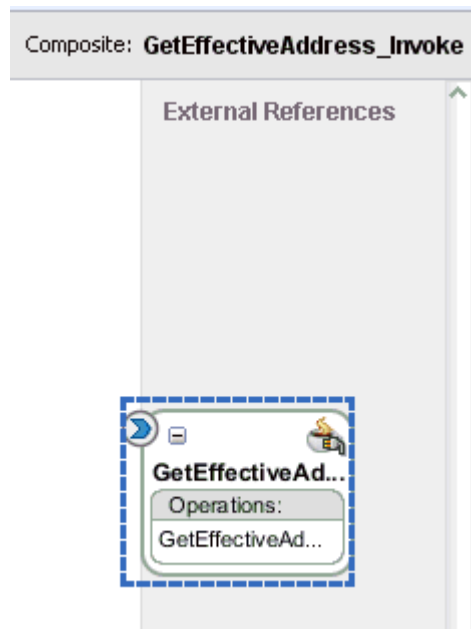 Composite: GetEffectiveAddress_Invoke
External References
GetEffectiveAd...
Operations:
GetEffectiveAd...